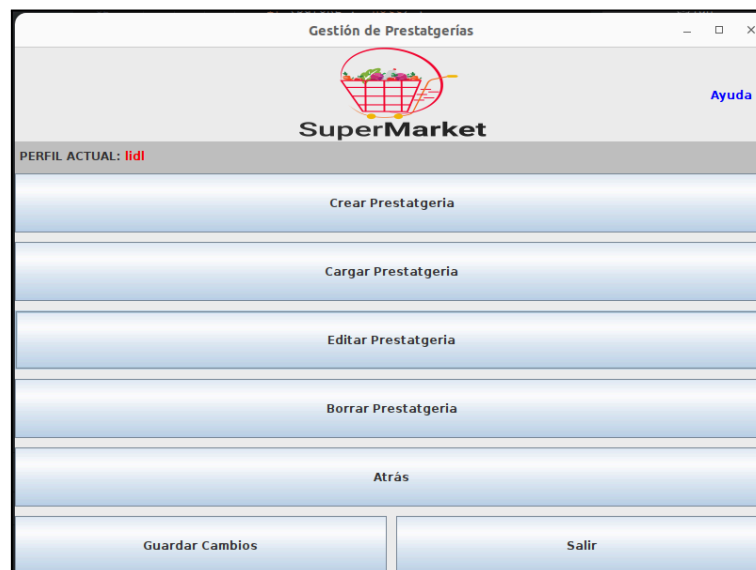 Gestión de Prestatgerías
SuperMarket
Ayuda
PERFIL ACTUAL: lidl
Crear Prestatgeria
Cargar Prestatgeria
Editar Prestatgeria
Borrar Prestatgeria
Atrás
Guardar Cambios
Salir